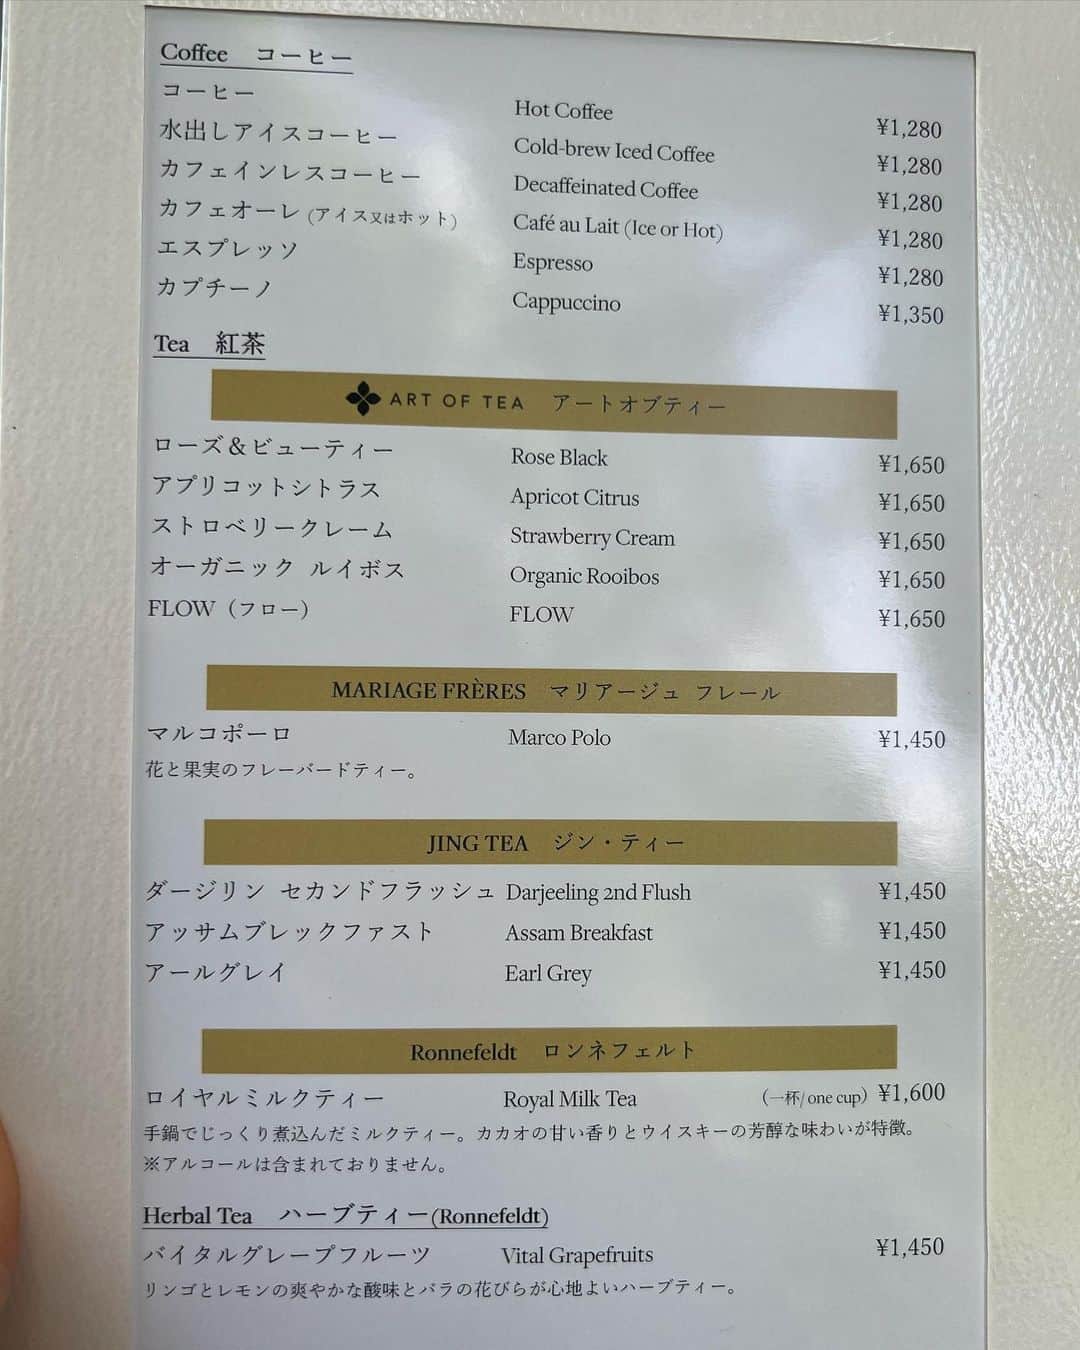 Coffee コーヒー
コーヒー Hot Coffee ¥1,280
水出しアイスコーヒー Cold-brew Iced Coffee ¥1,280
カフェインレスコーヒー Decaffeinated Coffee ¥1,280
カフェオーレ (アイス又はホット) Café au Lait (Ice or Hot) ¥1,280
エスプレッソ Espresso ¥1,280
カプチーノ Cappuccino ¥1,350
Tea 紅茶
ART OF TEA アートオブティー
ローズ＆ビューティー Rose Black ¥1,650
アプリコットシトラス Apricot Citrus ¥1,650
ストロベリークレーム Strawberry Cream ¥1,650
オーガニック ルイボス Organic Rooibos ¥1,650
FLOW（フロー） FLOW ¥1,650
MARIAGE FRÈRES マリアージュ フレール
マルコポーロ Marco Polo ¥1,450
花と果実のフレーバードティー。
JING TEA ジン・ティー
ダージリン セカンドフラッシュ Darjeeling 2nd Flush ¥1,450
アッサムブレックファスト Assam Breakfast ¥1,450
アールグレイ Earl Grey ¥1,450
Ronnefeldt ロンネフェルト
ロイヤルミルクティー Royal Milk Tea （一杯/one cup）¥1,600
手鍋でじっくり煮込んだミルクティー。カカオの甘い香りとウイスキーの芳醇な味わいが特徴。
※アルコールは含まれておりません。
Herbal Tea ハーブティー(Ronnefeldt)
バイタルグレープフルーツ Vital Grapefruits ¥1,450
リンゴとレモンの爽やかな酸味とバラの花びらが心地よいハーブティー。